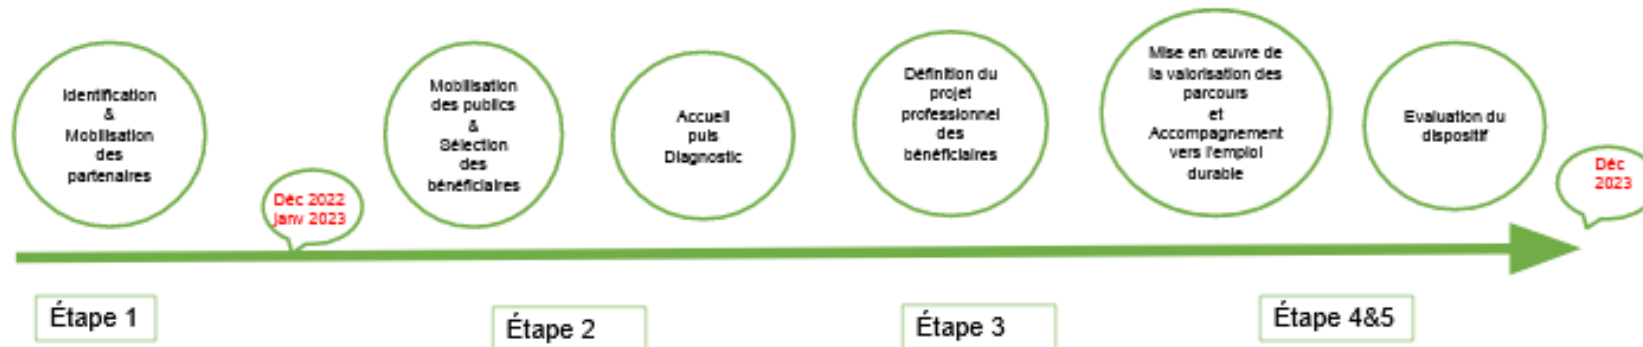 Identification
&
Mobilisation
des
partenaires
Déc 2022
Janv 2023
Mobilisation
des publics
&
Sélection
des
bénéficiaires
Accueil
puis
Diagnostic
Définition du
projet
professionnel
des
bénéficiaires
Mise en œuvre de
la valorisation des
parcours
et
Accompagnement
vers l'emploi
durable
Evaluation du
dispositif
Déc
2023
Étape 1
Étape 2
Étape 3
Étape 4&5